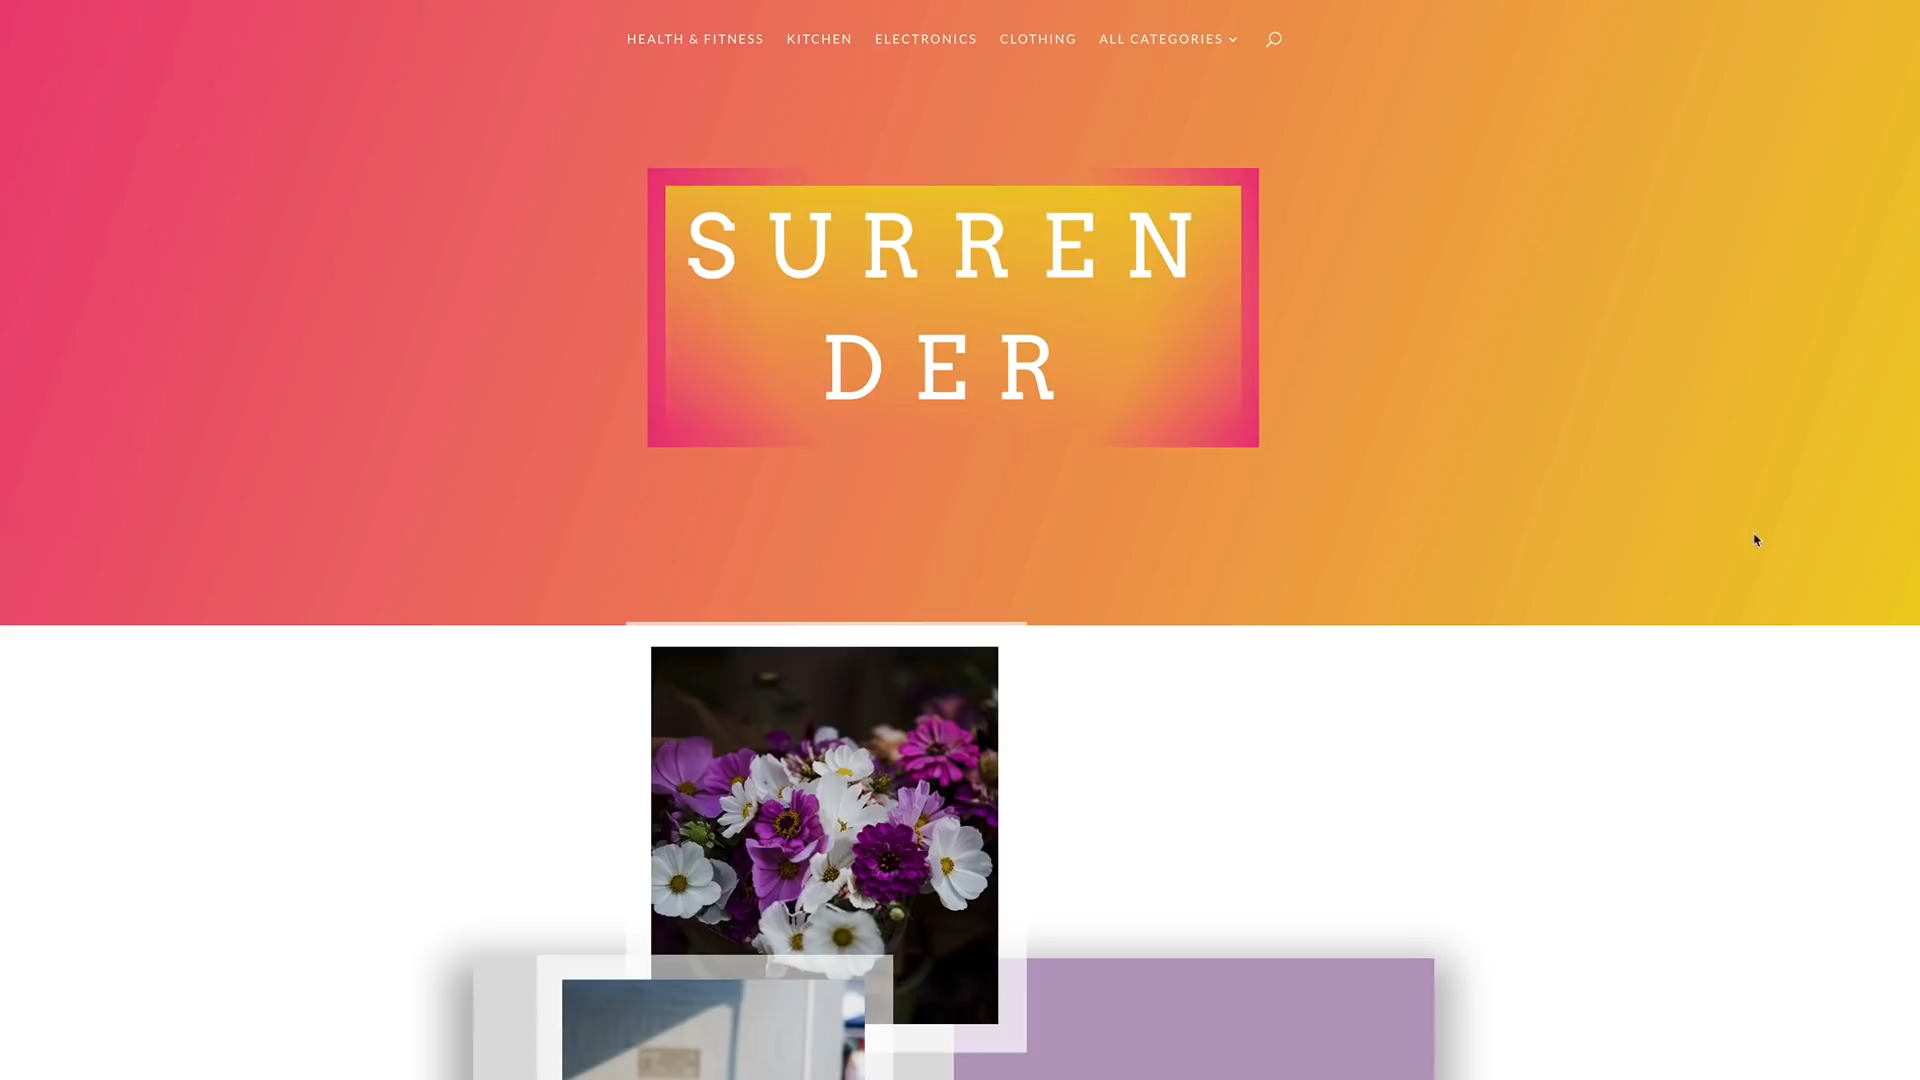 HEALTH & FITNESS KITCHEN ELECTRONICS CLOTHING ALL CATEGORIES
SURREN
DER